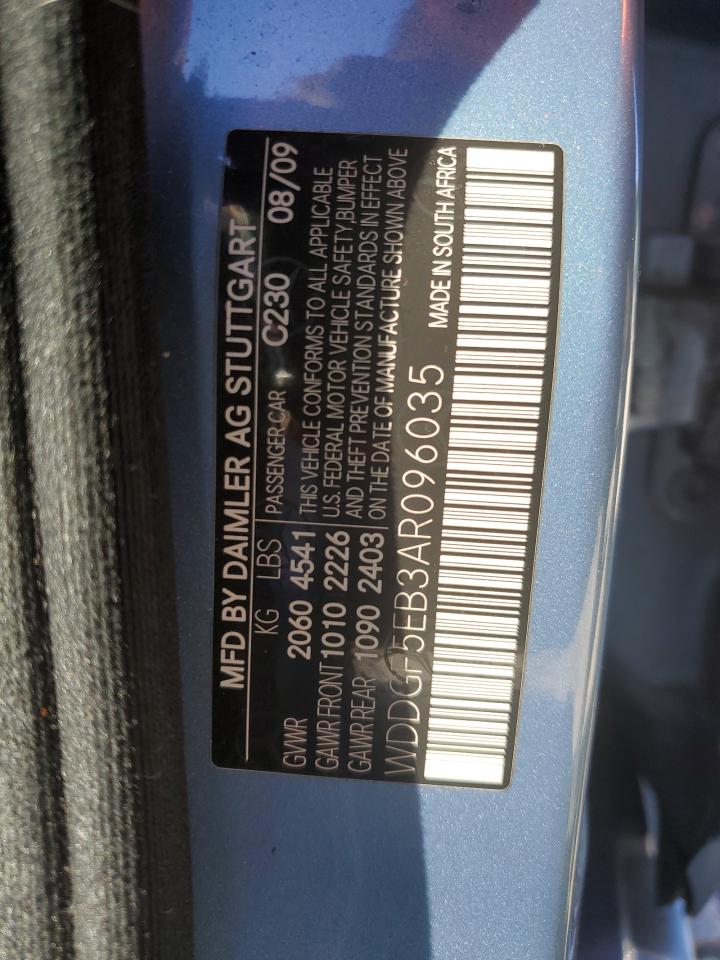 MFD BY DAIMLER AG STUTTGART
KG LBS PASSENGER CAR C230 08/09
GVWR 2060 4541 THIS VEHICLE CONFORMS TO ALL APPLICABLE
GAWR FRONT 1010 2226 U.S. FEDERAL MOTOR VEHICLE SAFETY,BUMPER
GAWR REAR 1090 2403 AND THEFT PREVENTION STANDARDS IN EFFECT
ON THE DATE OF MANUFACTURE SHOWN ABOVE
WDDGF5EB3AR096035 MADE IN SOUTH AFRICA